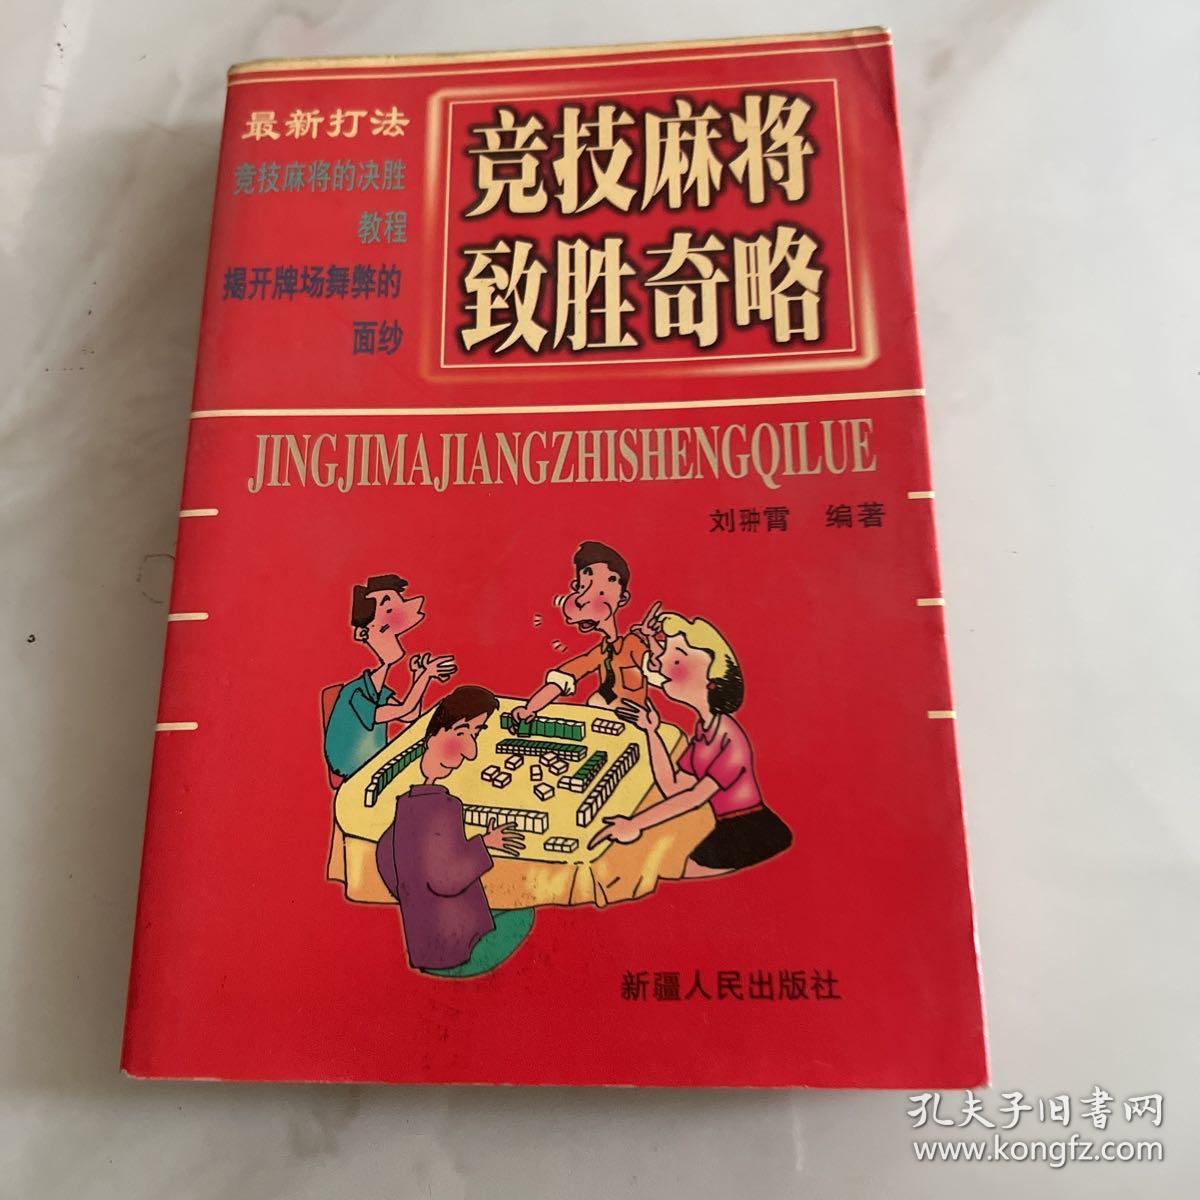 最新打法
竞技麻将的决胜
教程
揭开牌场舞弊的
面纱
竞技麻将
致胜奇略
JINGJIMAJIANGZHISHENGQILUE
刘翀霄 编著
新疆人民出版社
孔夫子旧书网
www.kongfz.com